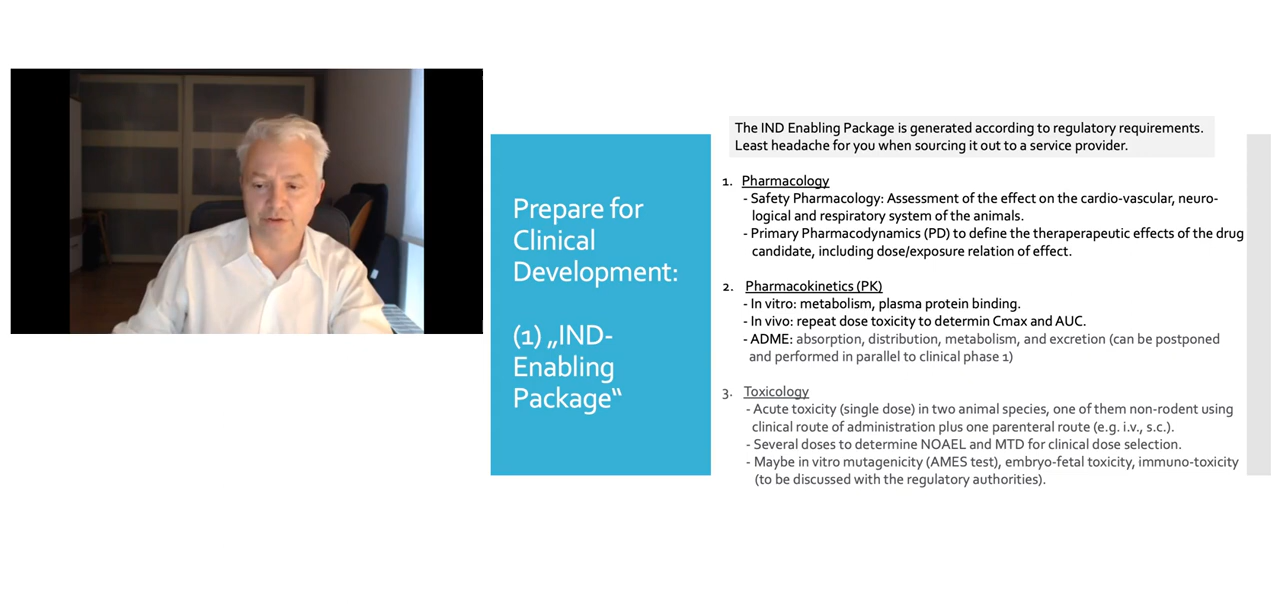 Prepare for
Clinical
Development:
(1) „IND-
Enabling
Package“
The IND Enabling Package is generated according to regulatory requirements.
Least headache for you when sourcing it out to a service provider.
1. Pharmacology
- Safety Pharmacology: Assessment of the effect on the cardio-vascular, neuro-
logical and respiratory system of the animals.
- Primary Pharmacodynamics (PD) to define the theraperapeutic effects of the drug
candidate, including dose/exposure relation of effect.
2. Pharmacokinetics (PK)
- In vitro: metabolism, plasma protein binding.
- In vivo: repeat dose toxicity to determin Cmax and AUC.
- ADME: absorption, distribution, metabolism, and excretion (can be postponed
and performed in parallel to clinical phase 1)
3. Toxicology
- Acute toxicity (single dose) in two animal species, one of them non-rodent using
clinical route of administration plus one parenteral route (e.g. i.v., s.c.).
- Several doses to determine NOAEL and MTD for clinical dose selection.
- Maybe in vitro mutagenicity (AMES test), embryo-fetal toxicity, immuno-toxicity
(to be discussed with the regulatory authorities).